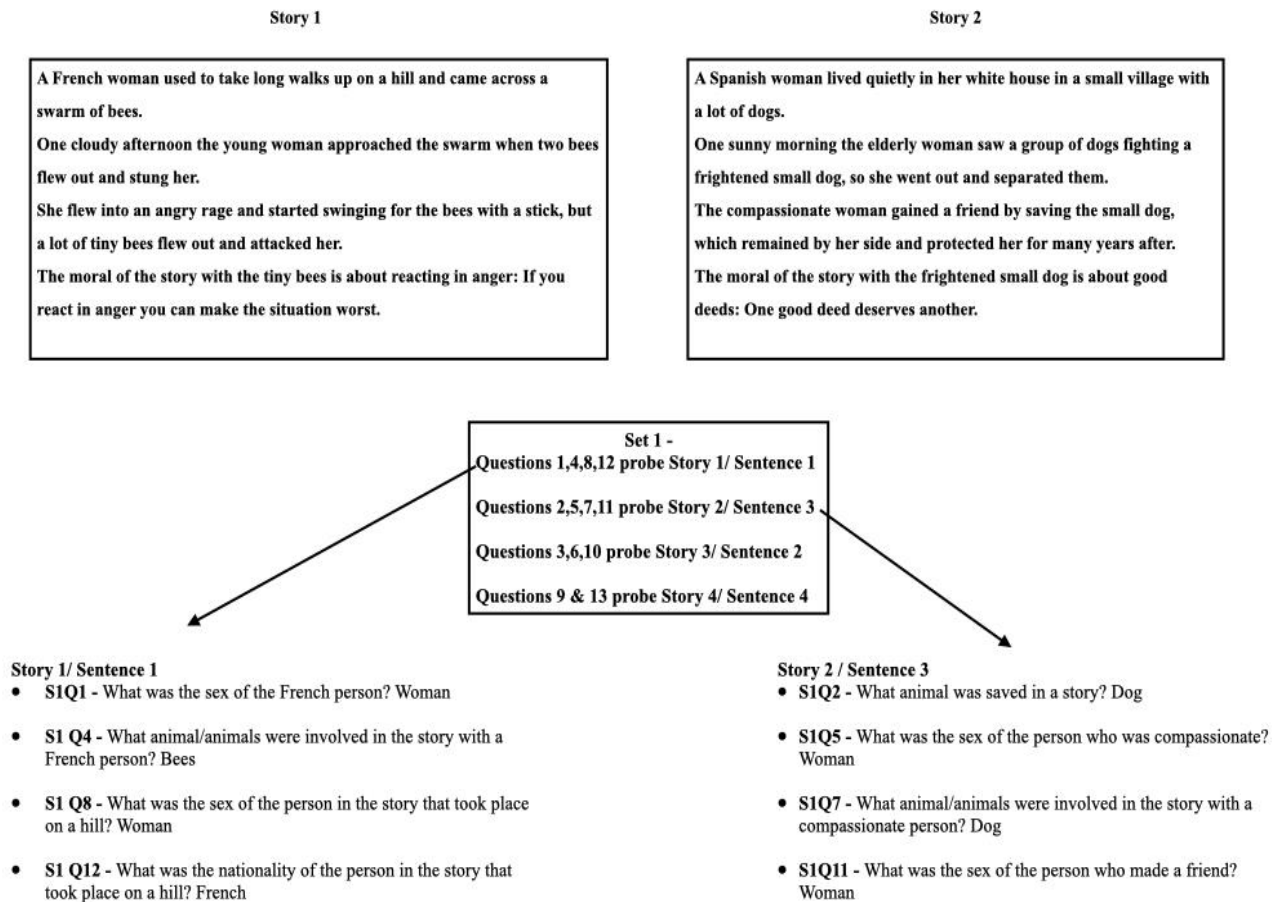 Story 1
A French woman used to take long walks up on a hill and came across a
swarm of bees.
One cloudy afternoon the young woman approached the swarm when two bees
flew out and stung her.
She flew into an angry rage and started swinging for the bees with a stick, but
a lot of tiny bees flew out and attacked her.
The moral of the story with the tiny bees is about reacting in anger: If you
react in anger you can make the situation worst.
Story 2
A Spanish woman lived quietly in her white house in a small village with
a lot of dogs.
One sunny morning the elderly woman saw a group of dogs fighting a
frightened small dog, so she went out and separated them.
The compassionate woman gained a friend by saving the small dog,
which remained by her side and protected her for many years after.
The moral of the story with the frightened small dog is about good
deeds: One good deed deserves another.
Set 1 -
Questions 1,4,8,12 probe Story 1/ Sentence 1
Questions 2,5,7,11 probe Story 2/ Sentence 3
Questions 3,6,10 probe Story 3/ Sentence 2
Questions 9 & 13 probe Story 4/ Sentence 4
Story 1/ Sentence 1
• S1Q1 - What was the sex of the French person? Woman
• S1 Q4 - What animal/animals were involved in the story with a
French person? Bees
• S1 Q8 - What was the sex of the person in the story that took place
on a hill? Woman
• S1 Q12 - What was the nationality of the person in the story that
took place on a hill? French
Story 2 / Sentence 3
• S1Q2 - What animal was saved in a story? Dog
• S1Q5 - What was the sex of the person who was compassionate?
Woman
• S1Q7 - What animal/animals were involved in the story with a
compassionate person? Dog
• S1Q11 - What was the sex of the person who made a friend?
Woman